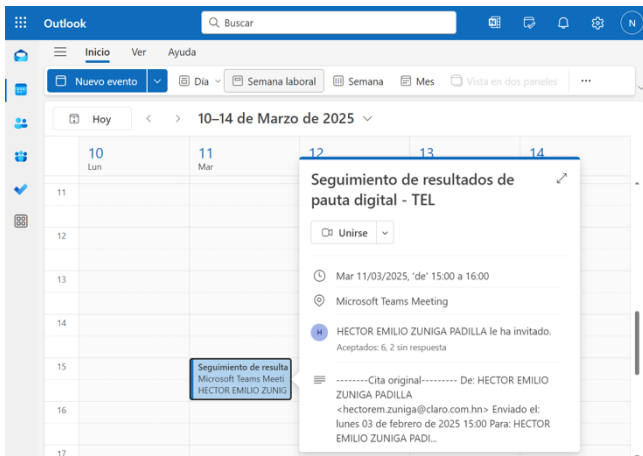 Outlook
Buscar
N
Inicio Ver Ayuda
Nuevo evento Día Semana laboral Semana Mes Vista en dos paneles ...
Hoy 10–14 de Marzo de 2025
10 11 12 13 14
Lun Mar
11
12
13
14
15
16
17
Seguimiento de resulta
Microsoft Teams Meeti
HECTOR EMILIO ZUNIG
Seguimiento de resultados de
pauta digital - TEL
Unirse
Mar 11/03/2025, 'de' 15:00 a 16:00
Microsoft Teams Meeting
H HECTOR EMILIO ZUNIGA PADILLA le ha invitado.
Aceptados: 6, 2 sin respuesta
--------Cita original--------- De: HECTOR EMILIO
ZUNIGA PADILLA
<hectorem.zuniga@claro.com.hn> Enviado el:
lunes 03 de febrero de 2025 15:00 Para: HECTOR
EMILIO ZUNIGA PADI...